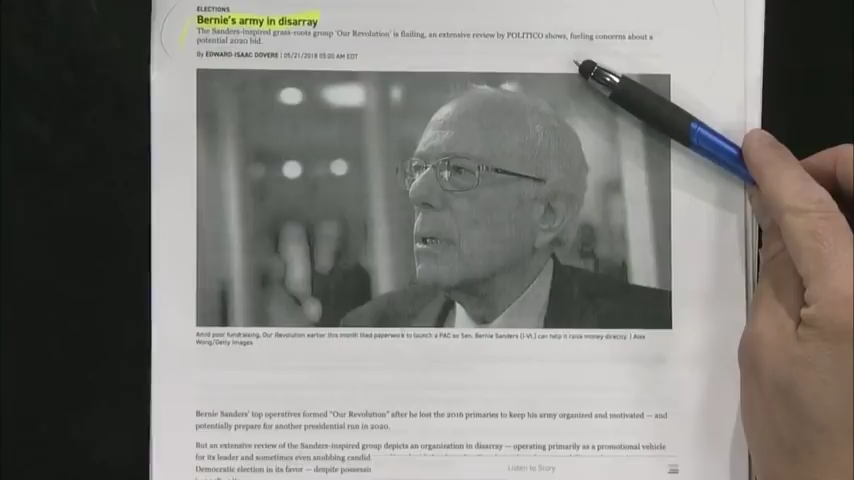 ELECTIONS
Bernie's army in disarray
The Sanders-inspired grass-roots group 'Our Revolution' is flailing, an extensive review by POLITICO shows, fueling concerns about a
potential 2020 bid.
By EDWARD-ISAAC DOVERE | 05/21/2018 05:00 AM EDT
Amid poor fundraising, Our Revolution earlier this month filed paperwork to launch a PAC so Sen. Bernie Sanders (I-Vt.) can help it raise money directly. | Alex
Wong/Getty Images
Bernie Sanders' top operatives formed "Our Revolution" after he lost the 2016 primaries to keep his army organized and motivated — and
potentially prepare for another presidential run in 2020.
But an extensive review of the Sanders-inspired group depicts an organization in disarray — operating primarily as a promotional vehicle
for its leader and sometimes even snubbing candid
Democratic election in its favor — despite possessin
Listen to Story